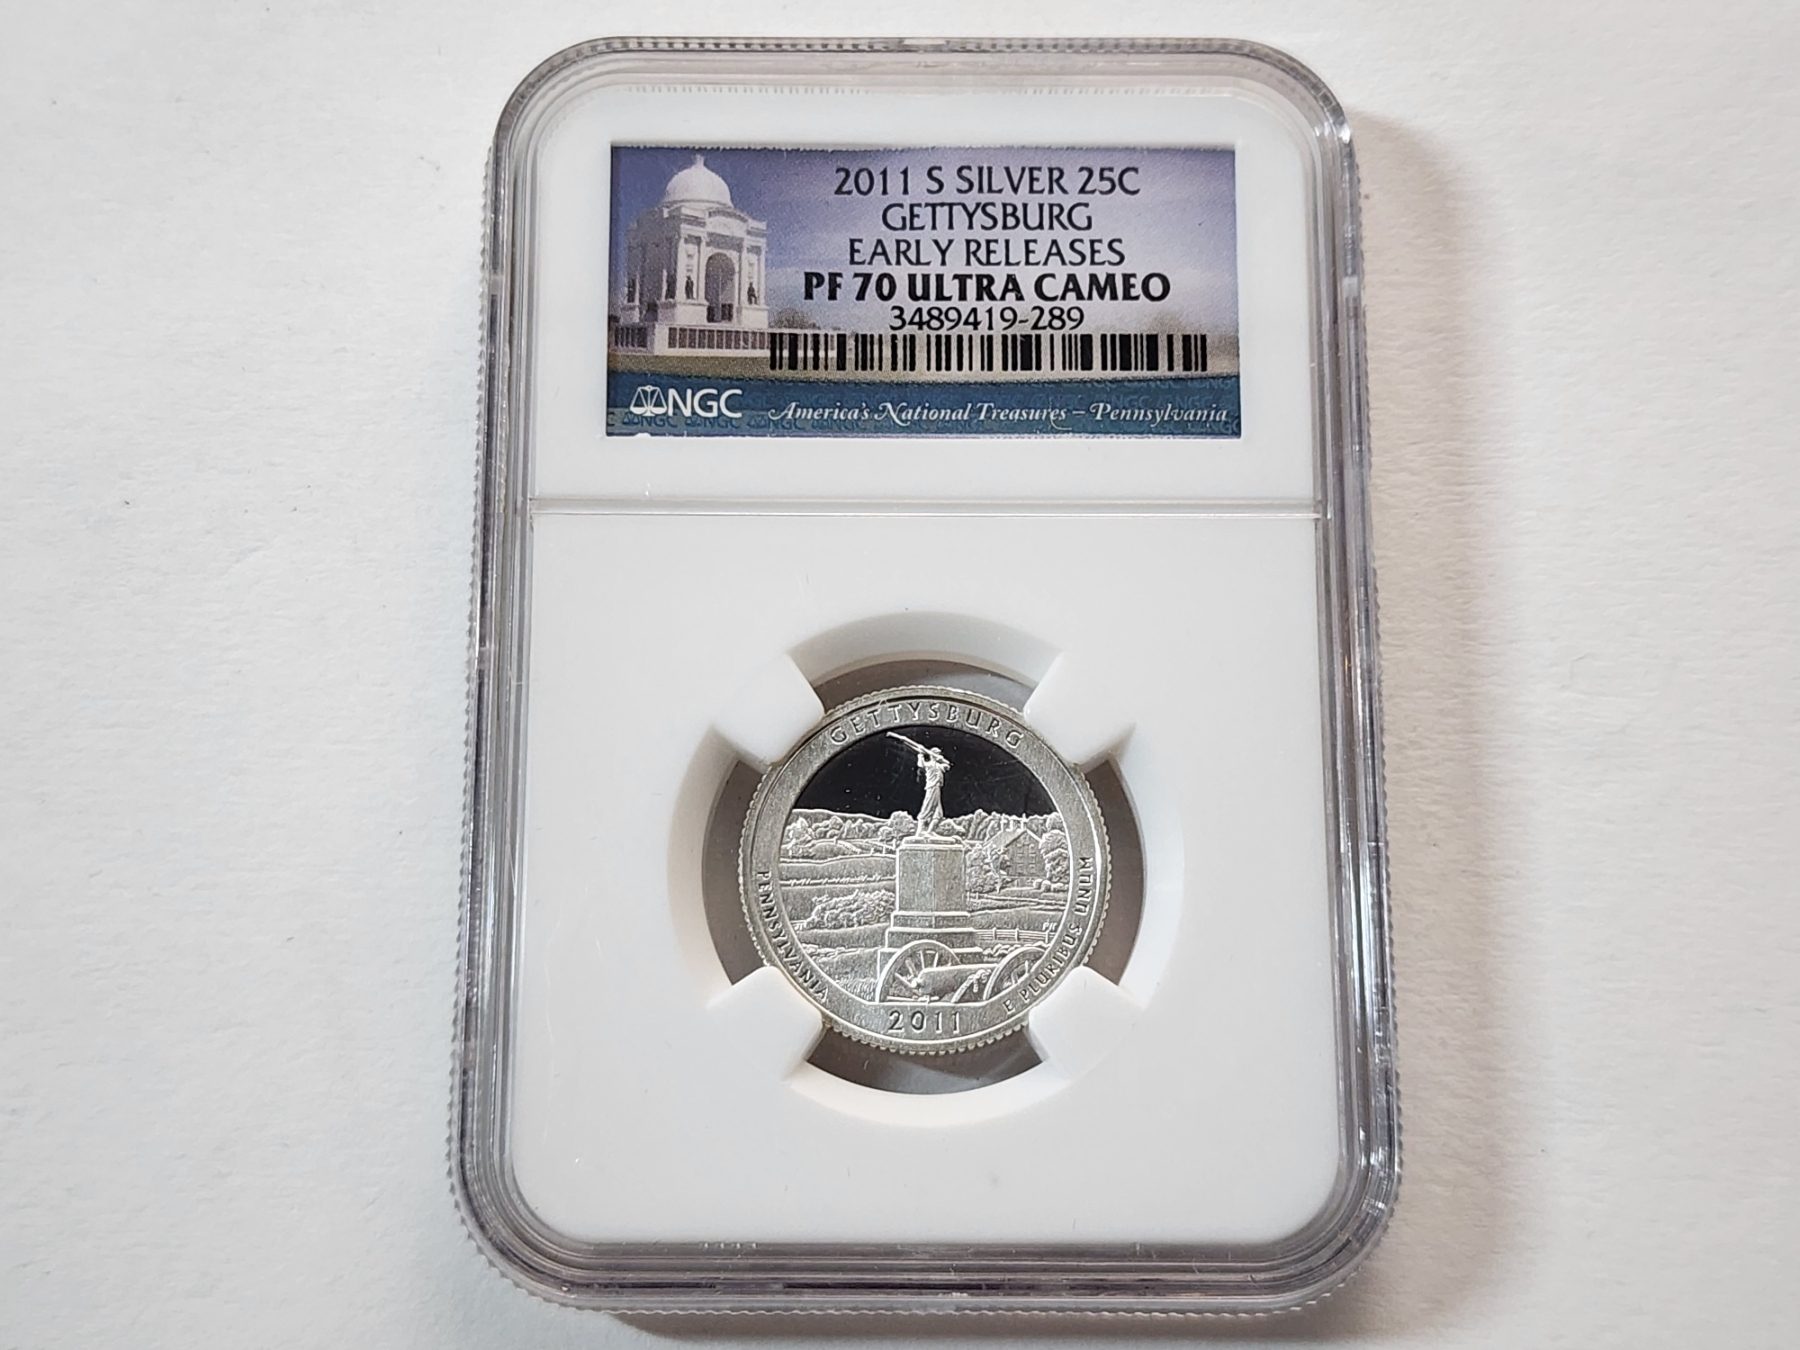 2011 S SILVER 25C
GETTYSBURG
EARLY RELEASES
PF 70 ULTRA CAMEO
3489419-289
NGC
America's National Treasures – Pennsylvania
GETTYSBURG
PENNSYLVANIA
2011
E PLURIBUS UNUM